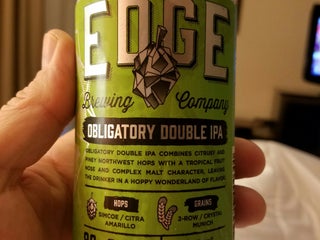 EDGE
Brewing Company
OBLIGATORY DOUBLE IPA
OBLIGATORY DOUBLE IPA COMBINES CITRUSY AND
PINEY NORTHWEST HOPS WITH A TROPICAL FRUIT
NOSE AND COMPLEX MALT CHARACTER, LEAVING
THE DRINKER IN A HOPPY WONDERLAND OF FLAVOR.
HOPS
SIMCOE / CITRA
AMARILLO
GRAINS
2-ROW / CRYSTAL
MUNICH